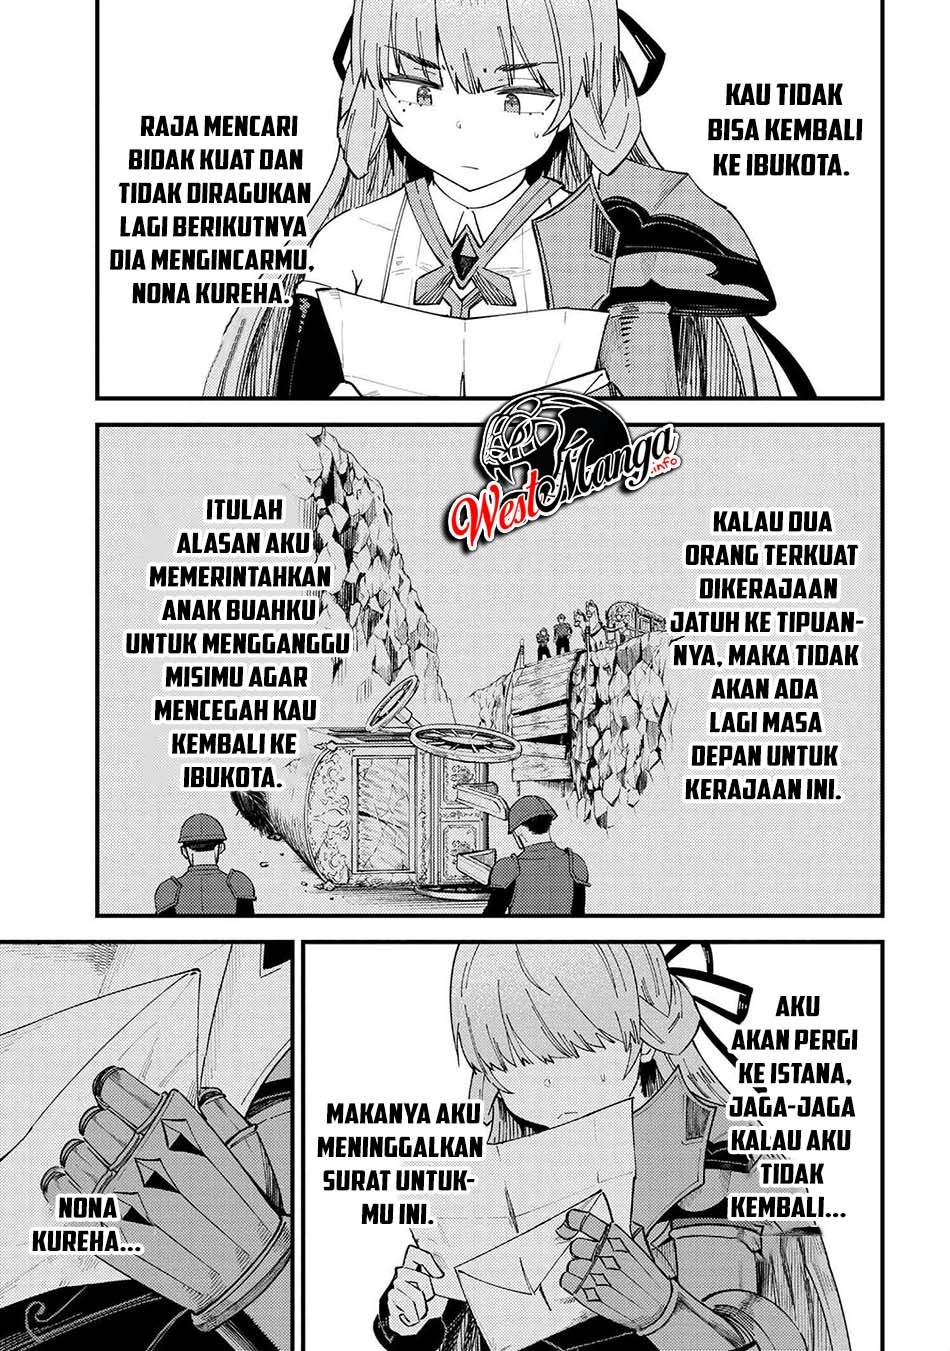 KAU TIDAK
BISA KEMBALI
KE IBUKOTA.
RAJA MENCARI
BIDAK KUAT DAN
TIDAK DIRAGUKAN
LAGI BERIKUTNYA
DIA MENGINCARMU,
NONA KUREHA.
WestManga
.info
KALAU DUA
ORANG TERKUAT
DIKERAJAAN
JATUH KE TIPUAN-
NYA, MAKA TIDAK
AKAN ADA
LAGI MASA
DEPAN UNTUK
KERAJAAN INI.
ITULAH
ALASAN AKU
MEMERINTAHKAN
ANAK BUAHKU
UNTUK MENGGANGGU
MISIMU AGAR
MENCEGAH KAU
KEMBALI KE
IBUKOTA.
AKU
AKAN PERGI
KE ISTANA,
JAGA-JAGA
KALAU AKU
TIDAK
KEMBALI...
MAKANYA AKU
MENINGGALKAN
SURAT UNTUK-
MU INI.
NONA
KUREHA...